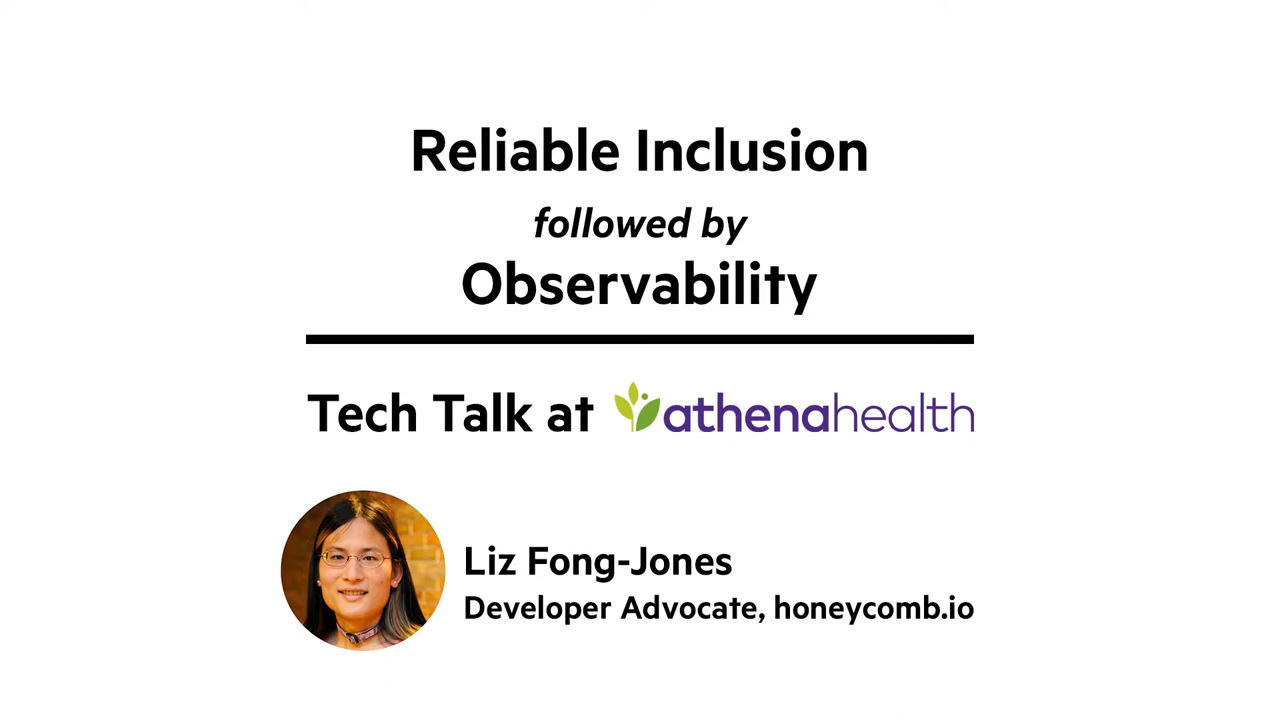 Reliable Inclusion
followed by
Observability
Tech Talk at athenahealth
Liz Fong-Jones
Developer Advocate, honeycomb.io